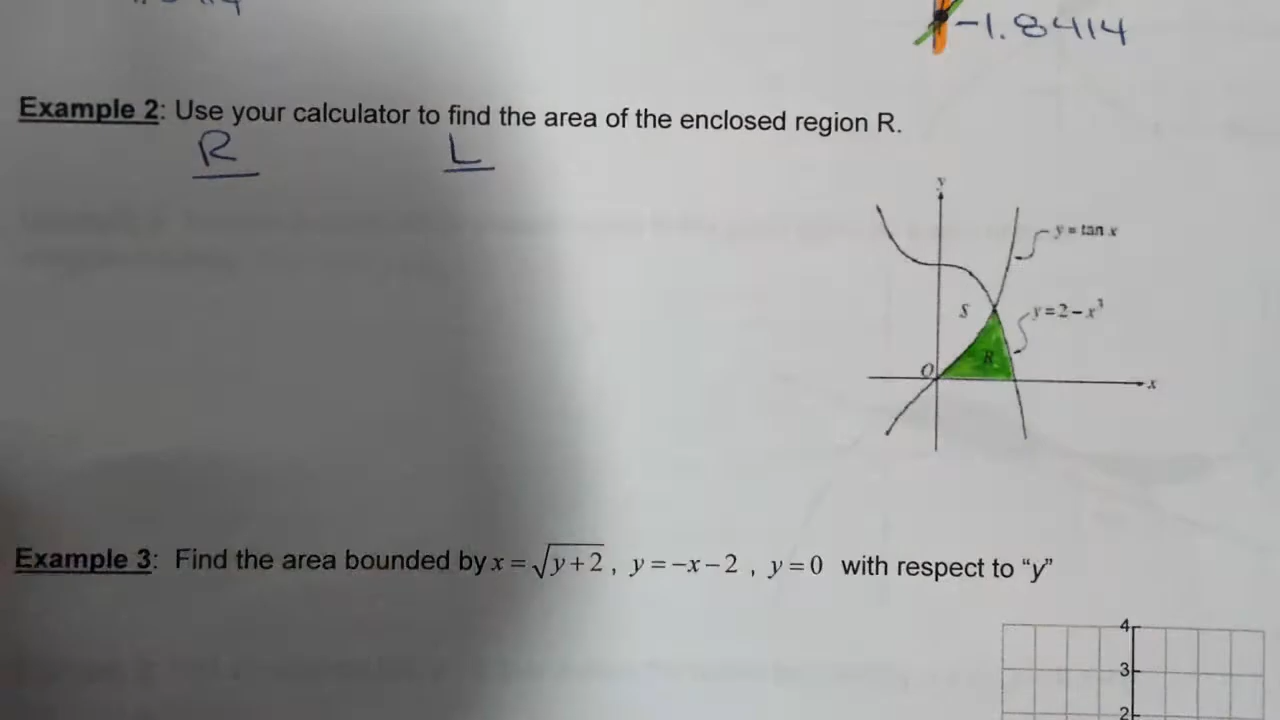 -1.8414
Example 2: Use your calculator to find the area of the enclosed region R.
R L
y
y = tan x
S y = 2 - x³
R
O
x
Example 3: Find the area bounded by x = √(y+2) , y = -x - 2 , y = 0 with respect to “y”
4
3
2